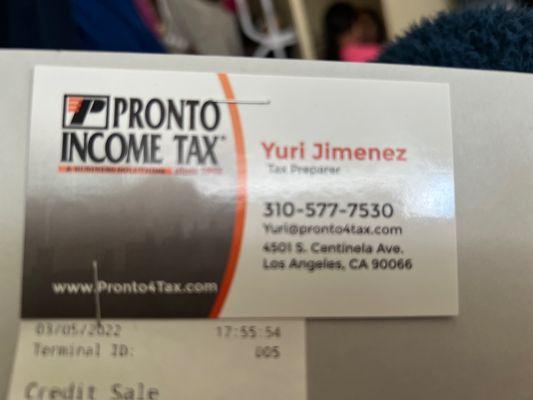 PRONTO
INCOME TAX
Yuri Jimenez
Tax Preparer
310-577-7530
Yuri@pronto4tax.com
4501 S. Centinela Ave.
Los Angeles, CA 90066
www.Pronto4Tax.com
03/05/2022 17:55:54
Terminal ID: 005
Credit Sale